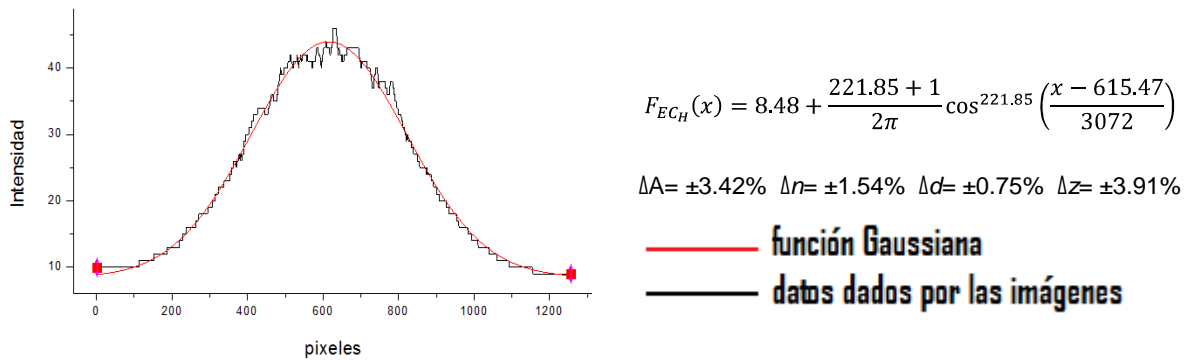 Intensidad
40
30
20
10
0
200
400
600
800
1000
1200
pixeles
F_{EC_H}(x) = 8.48 + \frac{221.85 + 1}{2π} cos^{221.85} (\frac{x − 615.47}{3072})
ΔA= ±3.42% Δn= ±1.54% Δd= ±0.75% Δz= ±3.91%
función Gaussiana
datos dados por las imágenes